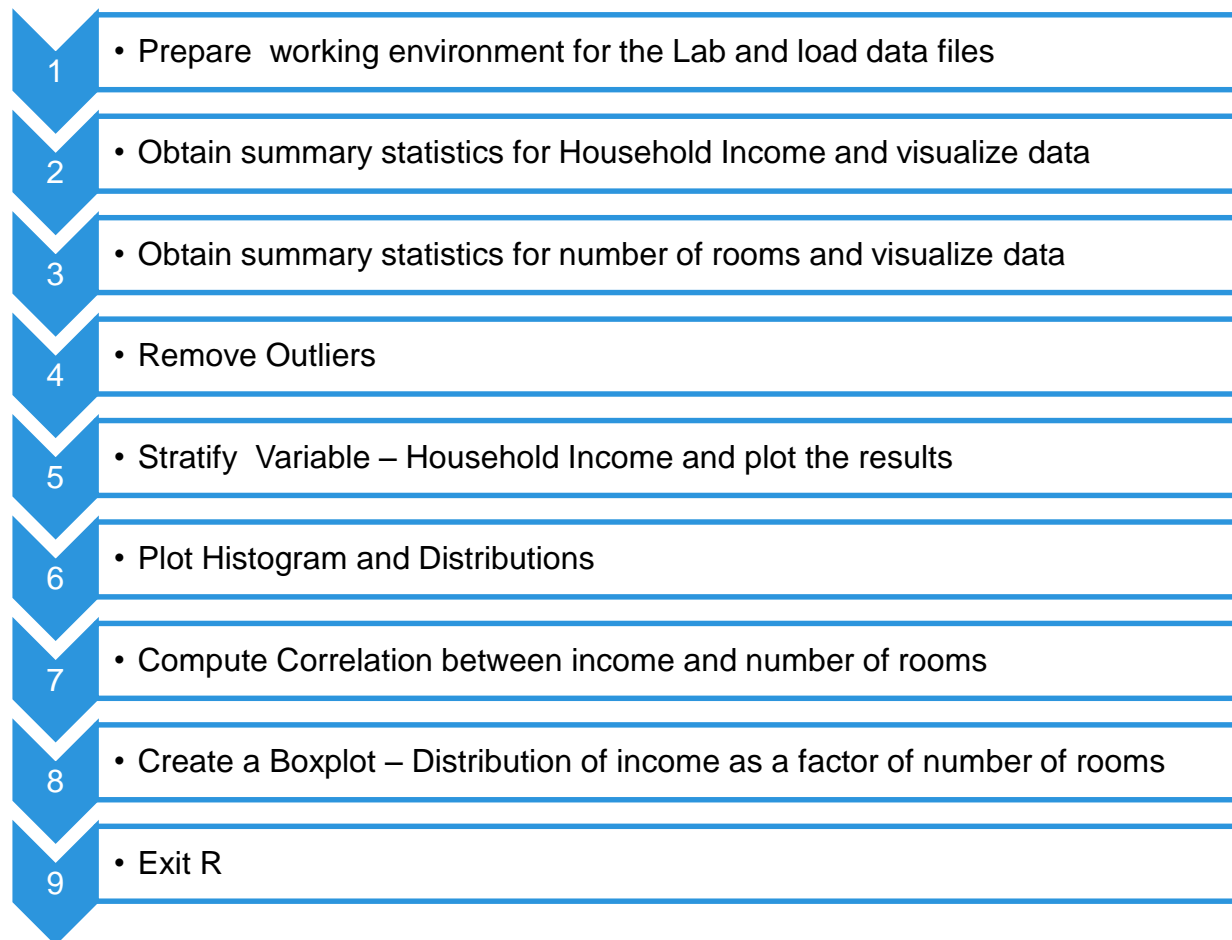 1
• Prepare  working environment for the Lab and load data files
2
• Obtain summary statistics for Household Income and visualize data
3
• Obtain summary statistics for number of rooms and visualize data
4
• Remove Outliers
5
• Stratify  Variable – Household Income and plot the results
6
• Plot Histogram and Distributions
7
• Compute Correlation between income and number of rooms
8
• Create a Boxplot – Distribution of income as a factor of number of rooms
9
• Exit R